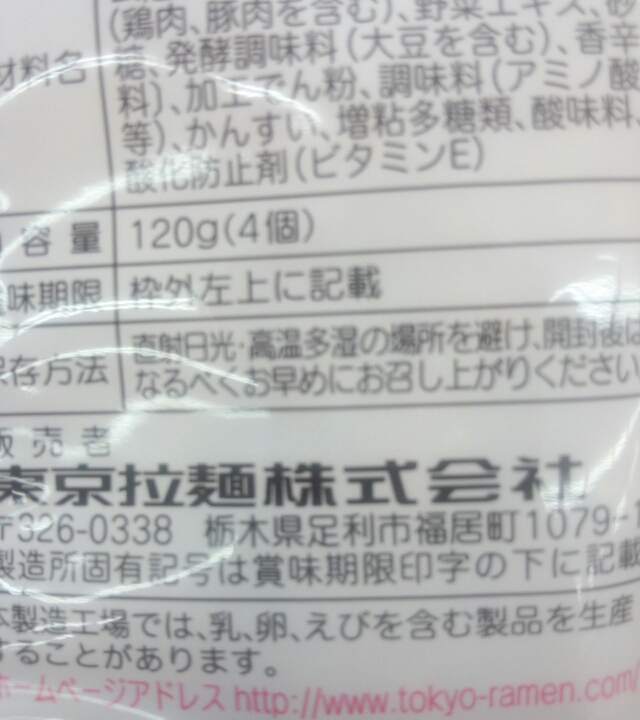 (鶏肉、豚肉を含む)、野菜エキス、砂
材料名 糖、発酵調味料(大豆を含む)、香辛
料)、加工でん粉、調味料(アミノ酸
等)、かんすい、増粘多糖類、酸味料、
酸化防止剤(ビタミンE)
内容量 120g(4個)
賞味期限 枠外左上に記載
保存方法 直射日光・高温多湿の場所を避け、開封後は
なるべくお早めにお召し上がりください
販売者
東京拉麺株式会社
〒326-0338 栃木県足利市福居町1079-1
製造所固有記号は賞味期限印字の下に記載
本製造工場では、乳、卵、えびを含む製品を生産
することがあります。
ホームページアドレス http://www.tokyo-ramen.com/